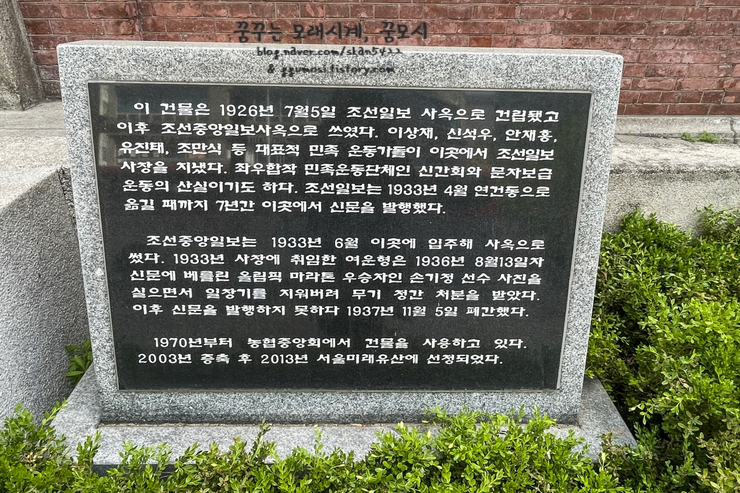 꿈꾸는 모래시계, 꿈모시
blog.naver.com/slan5422
& ggumosi.tistory.com
이 건물은 1926년 7월5일 조선일보 사옥으로 건립됐고
이후 조선중앙일보사옥으로 쓰였다. 이상재, 신석우, 안재홍,
유진태, 조만식 등 대표적 민족 운동가들이 이곳에서 조선일보
사장을 지냈다. 좌우합작 민족운동단체인 신간회와 문자보급
운동의 산실이기도 하다. 조선일보는 1933년 4월 연건동으로
옮길 때까지 7년간 이곳에서 신문을 발행했다.
조선중앙일보는 1933년 6월 이곳에 입주해 사옥으로
썼다. 1933년 사장에 취임한 여운형은 1936년 8월13일자
신문에 베를린 올림픽 마라톤 우승자인 손기정 선수 사진을
실으면서 일장기를 지워버려 무기 정간 처분을 받았다.
이후 신문을 발행하지 못하다 1937년 11월 5일 폐간했다.
1970년부터 농협중앙회에서 건물을 사용하고 있다.
2003년 증축 후 2013년 서울미래유산에 선정되었다.